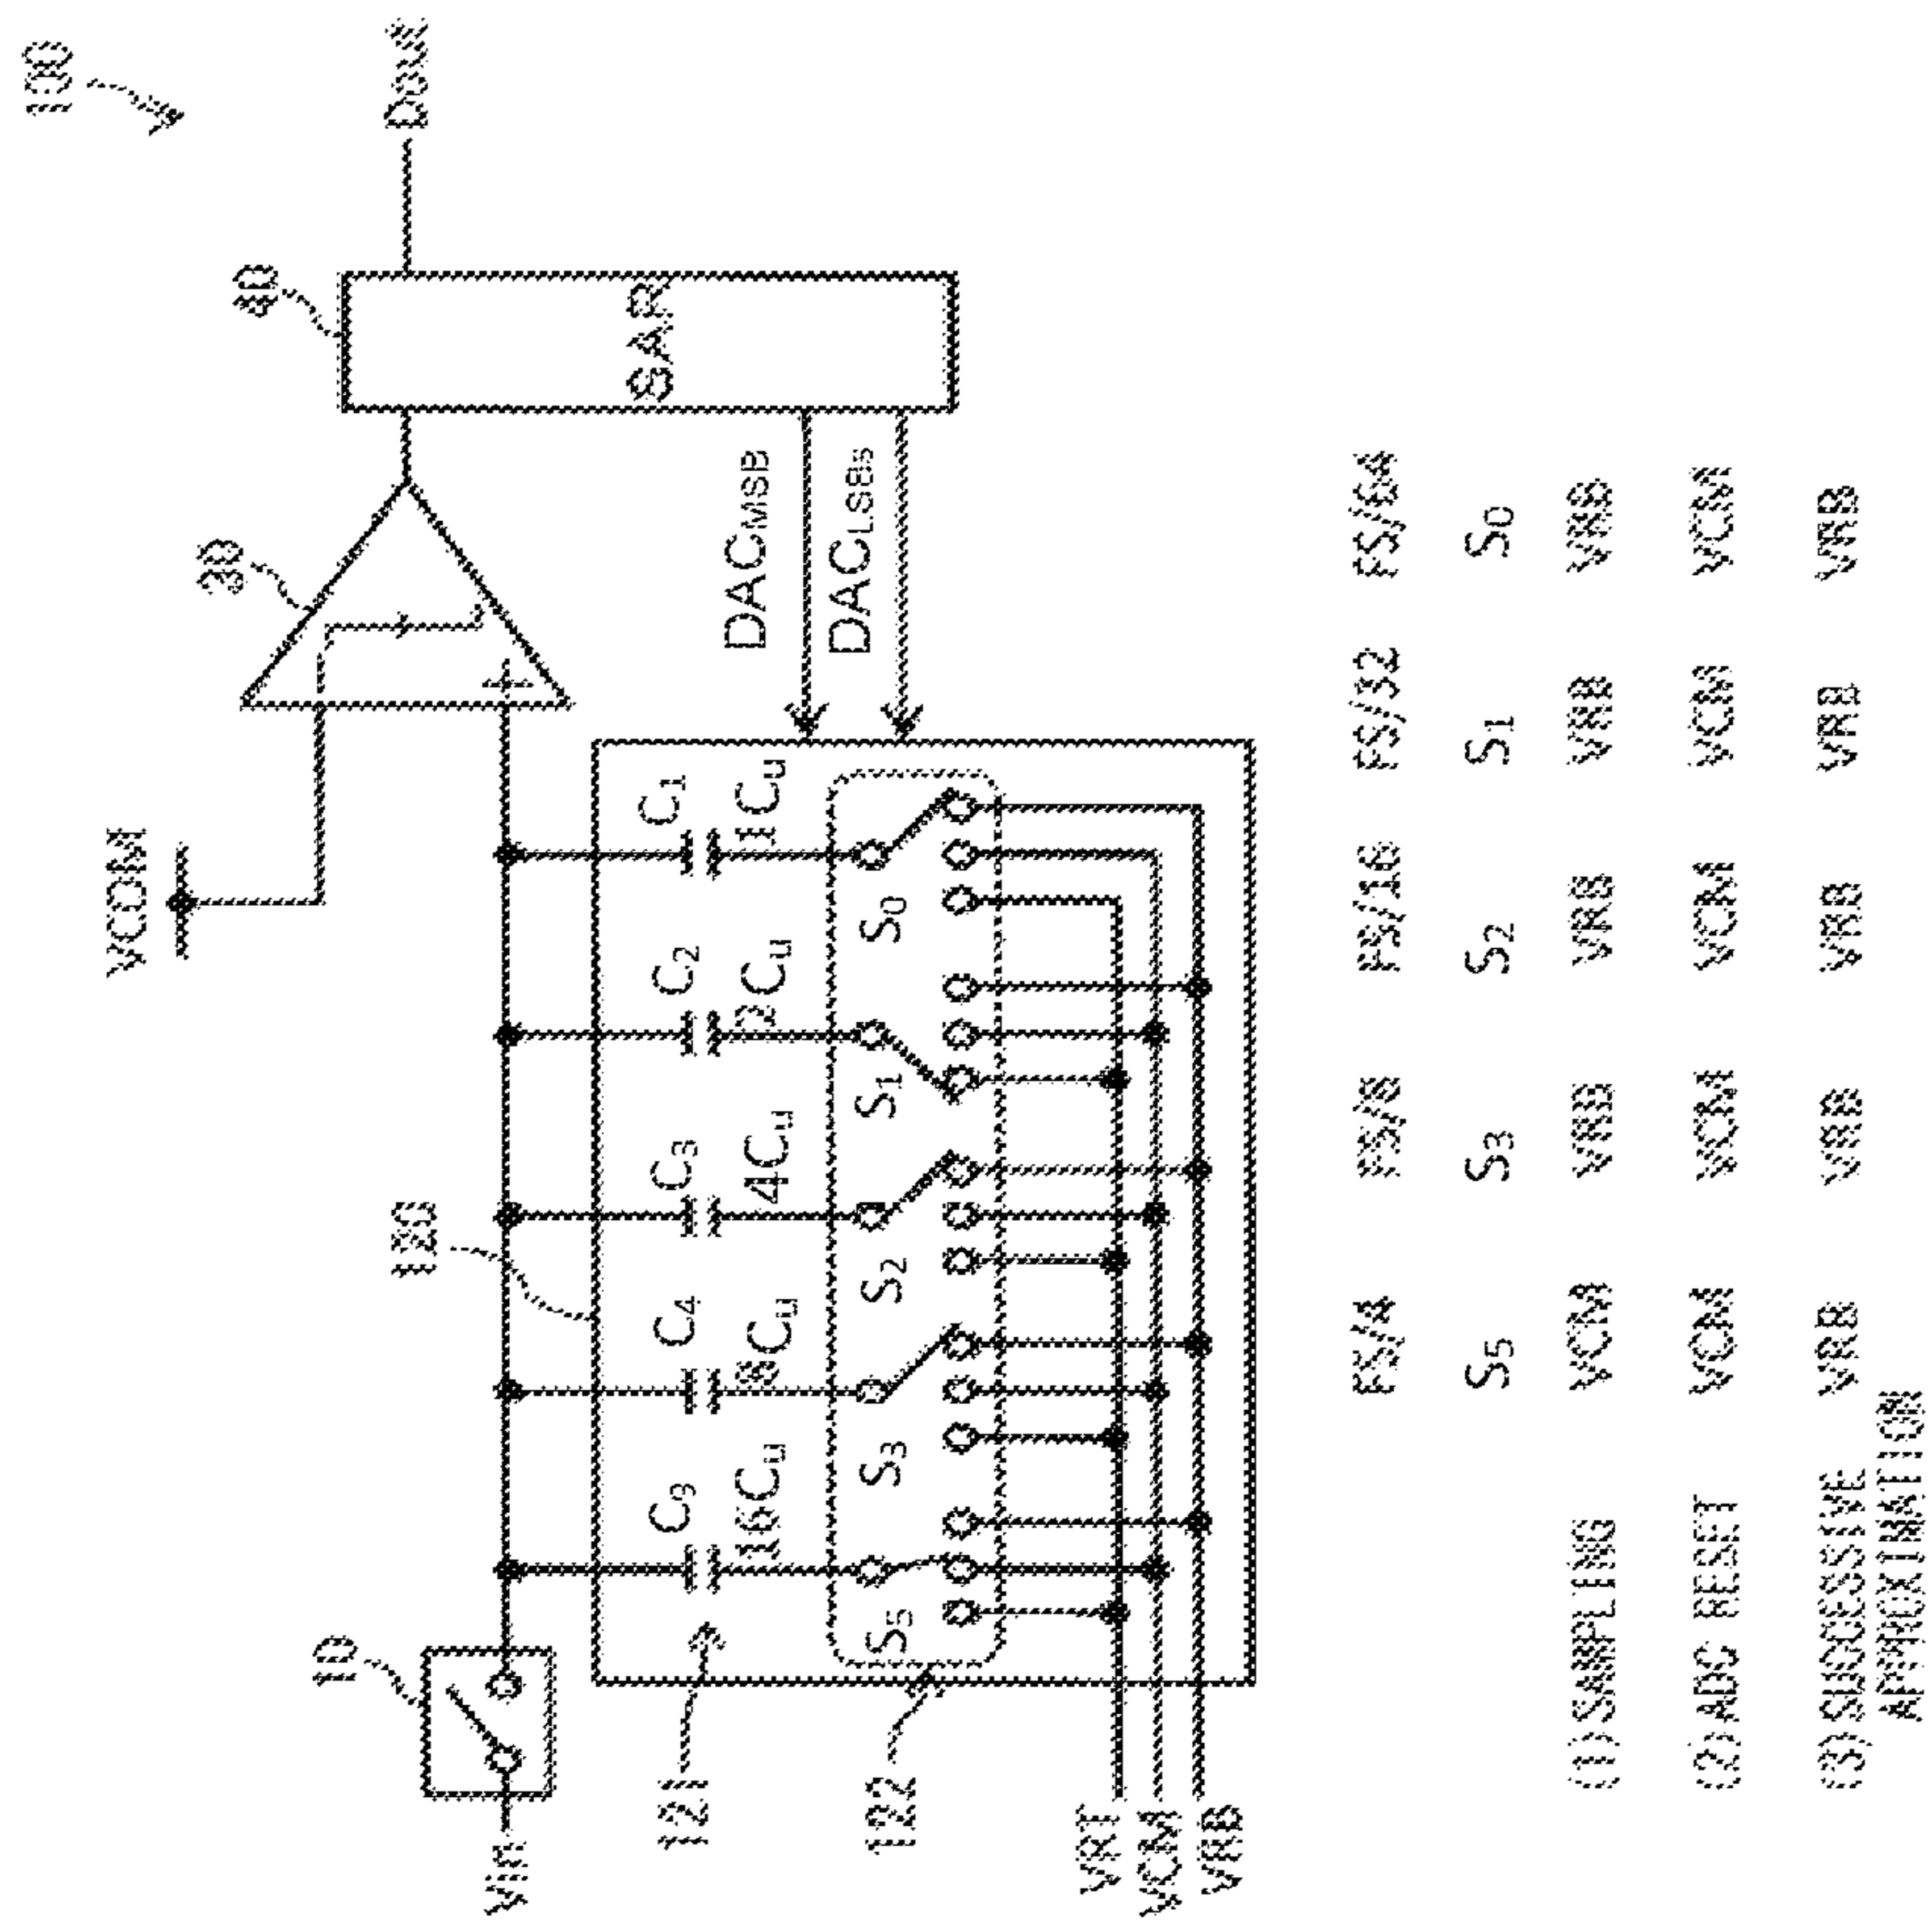 100
VCOM
30
40
Dout
10
Vin
120
SAR
C9
C4
C3
C2
C1
16Cu
8Cu
4Cu
2Cu
1Cu
DACMSB
DACLSBs
121
122
S5
S3
S2
S1
S0
VRT
VCM
VRB
FS/4 FS/8 FS/16 FS/32 FS/64
S5 S3 S2 S1 S0
(1)SAMPLING VCM VRB VRB VRB VRB
(2)ADC RESET VCM VCM VCM VCM VCM
(3)SUCCESSIVE APPROXIMATION VRB VRB VRB VRB VRB